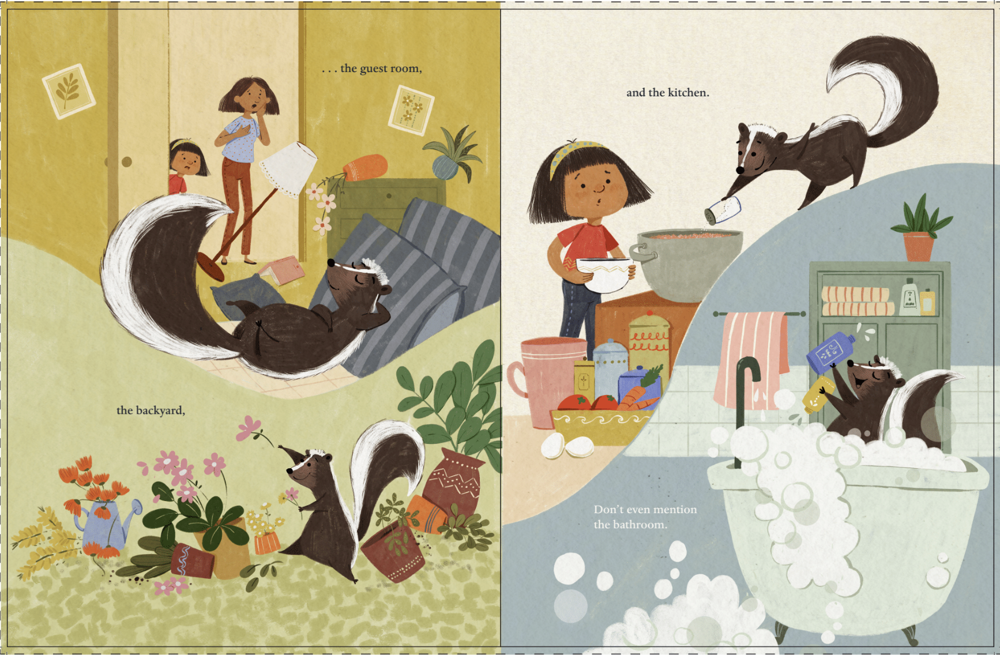 . . . the guest room,
the backyard,
and the kitchen.
Don’t even mention
the bathroom.